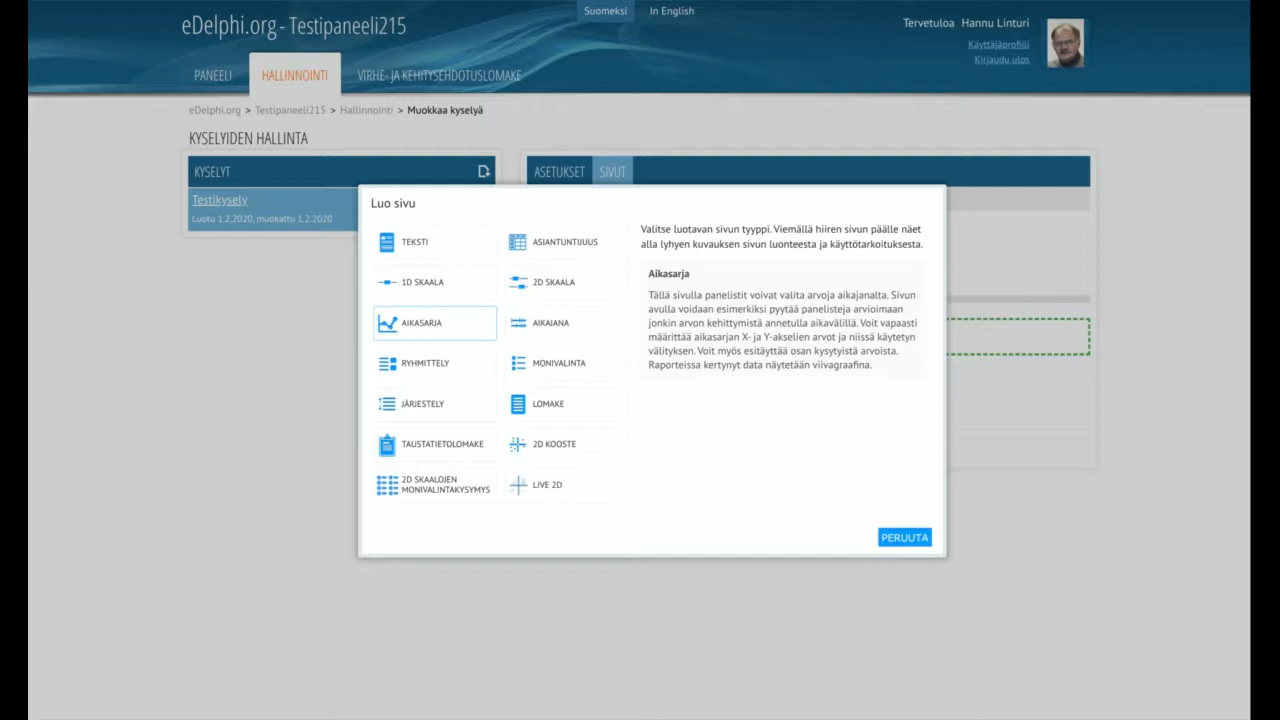 Suomeksi In English
eDelphi.org - Testipaneeli215
Tervetuloa Hannu Linturi
Käyttäjäprofiili
Kirjaudu ulos
PANEELI HALLINNOINTI VIRHE- JA KEHITYSEHDOTUSLOMAKE
eDelphi.org > Testipaneeli215 > Hallinnointi > Muokkaa kyselyä
KYSELYIDEN HALLINTA
KYSELYT
ASETUKSET SIVUT
Testikysely
Luotu 1.2.2020, muokattu 1.2.2020
Luo sivu
TEKSTI
ASIANTUNTIJUUS
1D SKAALA
2D SKAALA
AIKASARJA
AIKAJANA
RYHMITTELY
MONIVALINTA
JÄRJESTELY
LOMAKE
TAUSTATIETOLOMAKE
2D KOOSTE
2D SKAALOJEN
MONIVALINTAKYSYMYS
LIVE 2D
Valitse luotavan sivun tyyppi. Viemällä hiiren sivun päälle näet
alla lyhyen kuvauksen sivun luonteesta ja käyttötarkoituksesta.
Aikasarja
Tällä sivulla panelistit voivat valita arvoja aikajanalta. Sivun
avulla voidaan esimerkiksi pyytää panelisteja arvioimaan
jonkin arvon kehittymistä annetulla aikavälillä. Voit vapaasti
määrittää aikasarjan X- ja Y-akselien arvot ja niissä käytetyn
välityksen. Voit myös esitäyttää osan kysytyistä arvoista.
Raporteissa kertynyt data näytetään viivagraafina.
PERUUTA